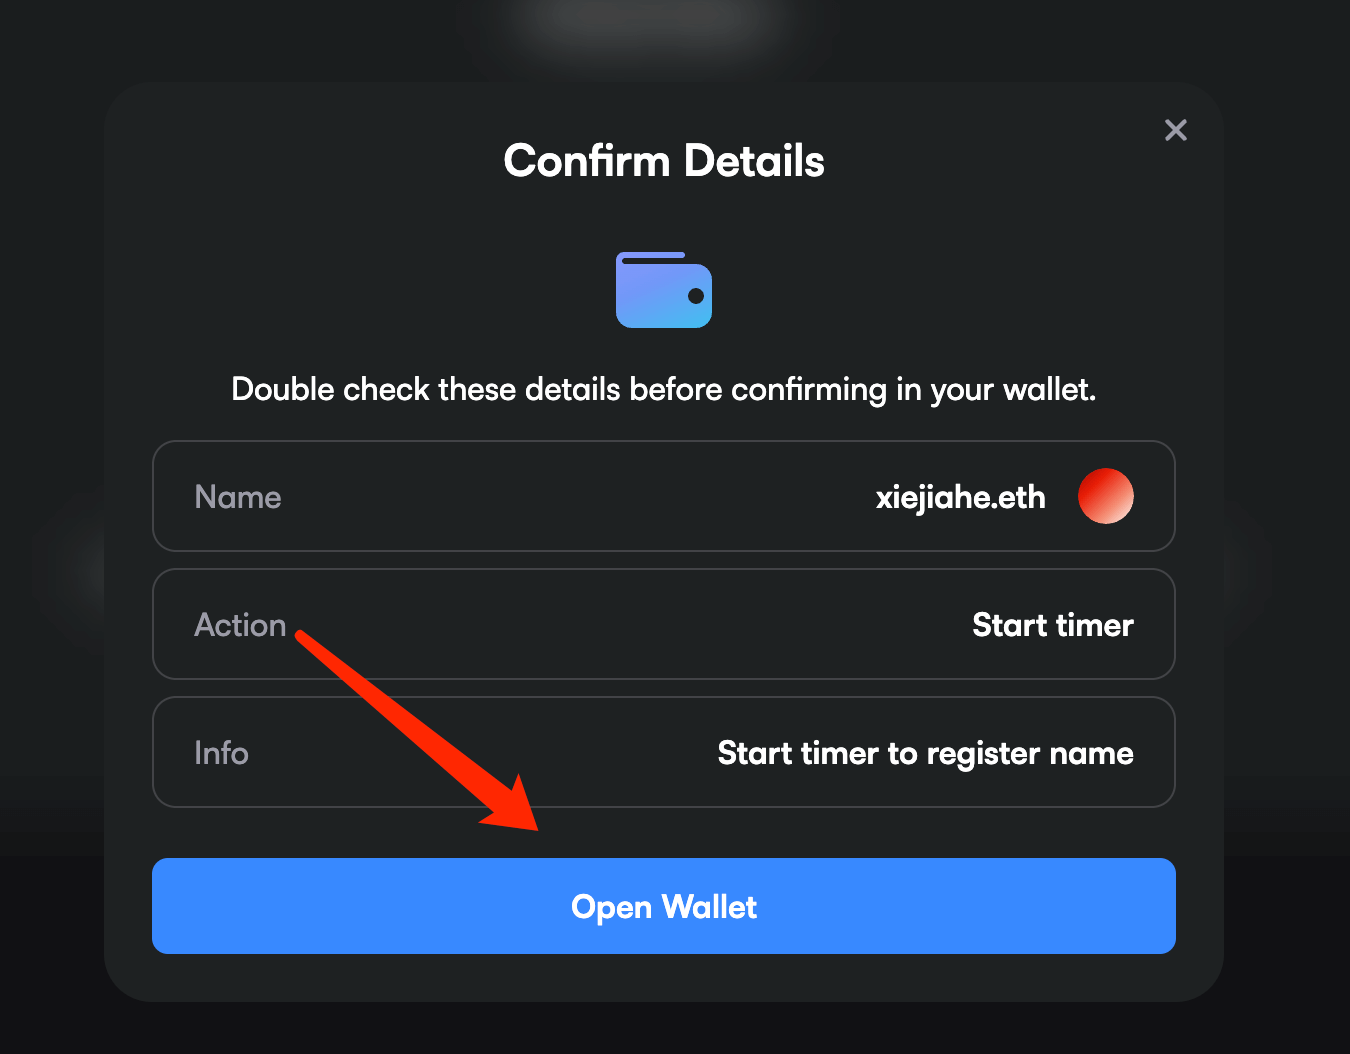 Confirm Details
Double check these details before confirming in your wallet.
Name xiejiahe.eth
Action Start timer
Info Start timer to register name
Open Wallet